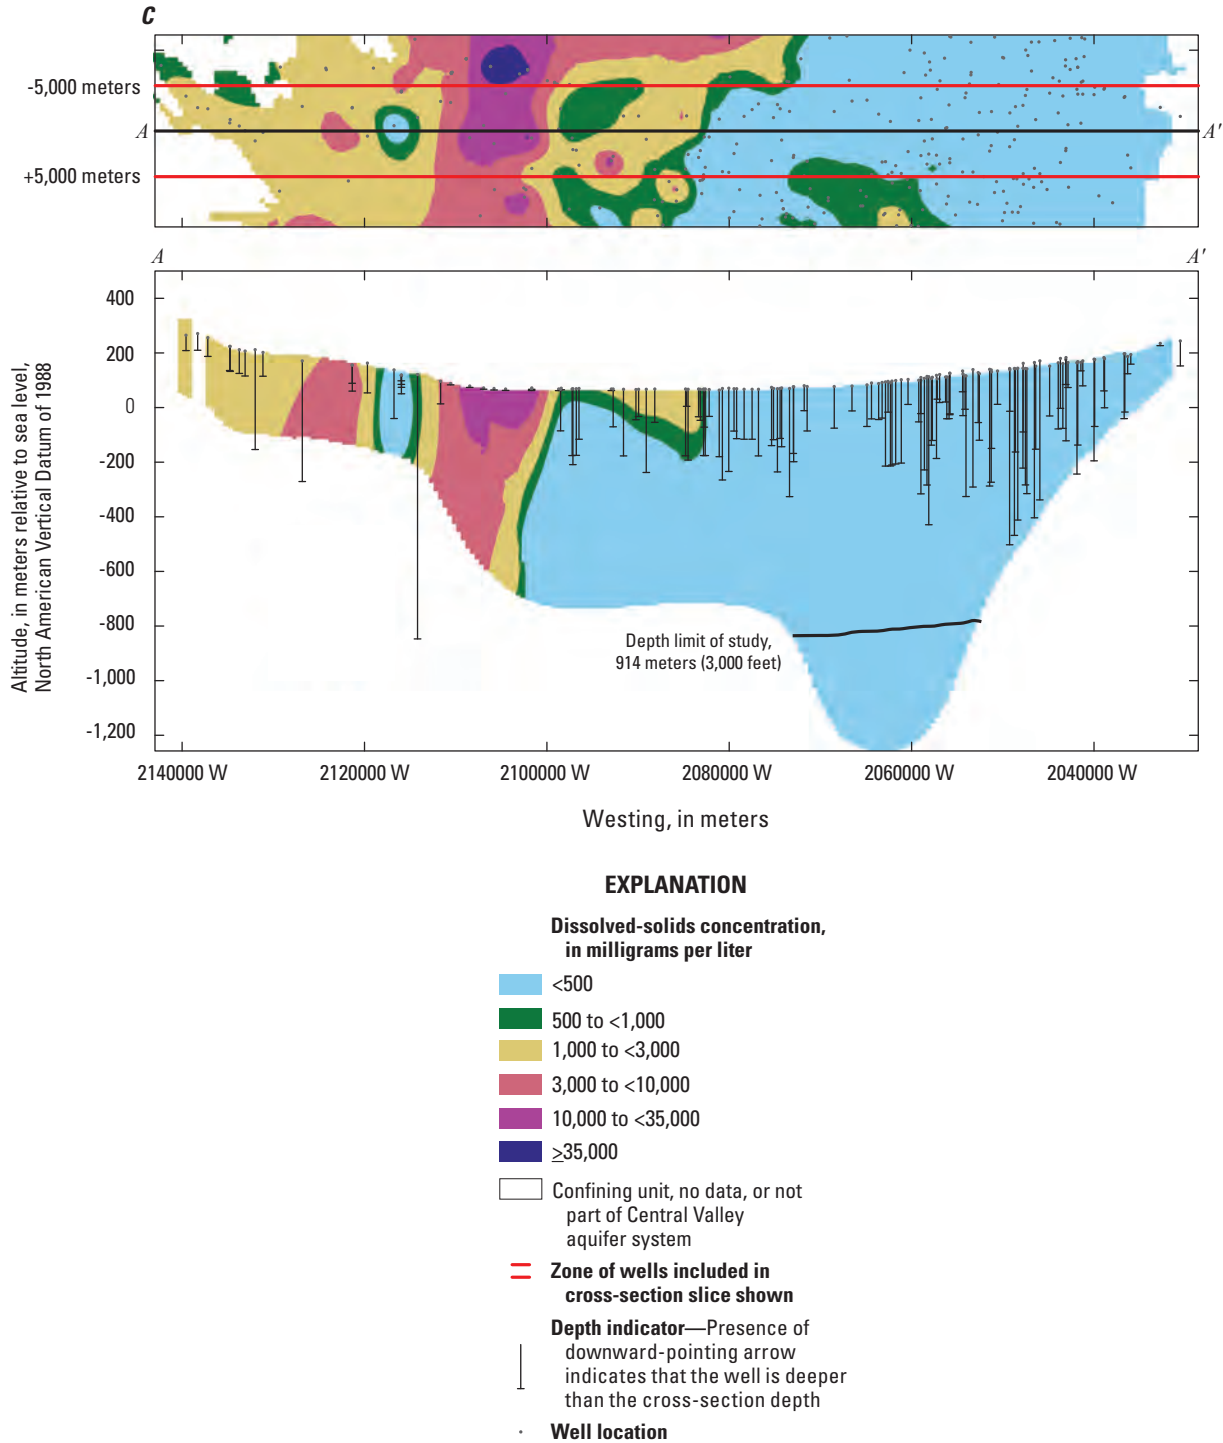 C
-5,000 meters
A
A'
+5,000 meters
A
A'
400
200
0
-200
-400
-600
-800
-1,000
-1,200
Altitude, in meters relative to sea level,
North American Vertical Datum of 1988
Depth limit of study,
914 meters (3,000 feet)
2140000 W
2120000 W
2100000 W
2080000 W
2060000 W
2040000 W
Westing, in meters
EXPLANATION
Dissolved-solids concentration,
in milligrams per liter
<500
500 to <1,000
1,000 to <3,000
3,000 to <10,000
10,000 to <35,000
≥35,000
Confining unit, no data, or not
part of Central Valley
aquifer system
Zone of wells included in
cross-section slice shown
Depth indicator—Presence of
downward-pointing arrow
indicates that the well is deeper
than the cross-section depth
Well location